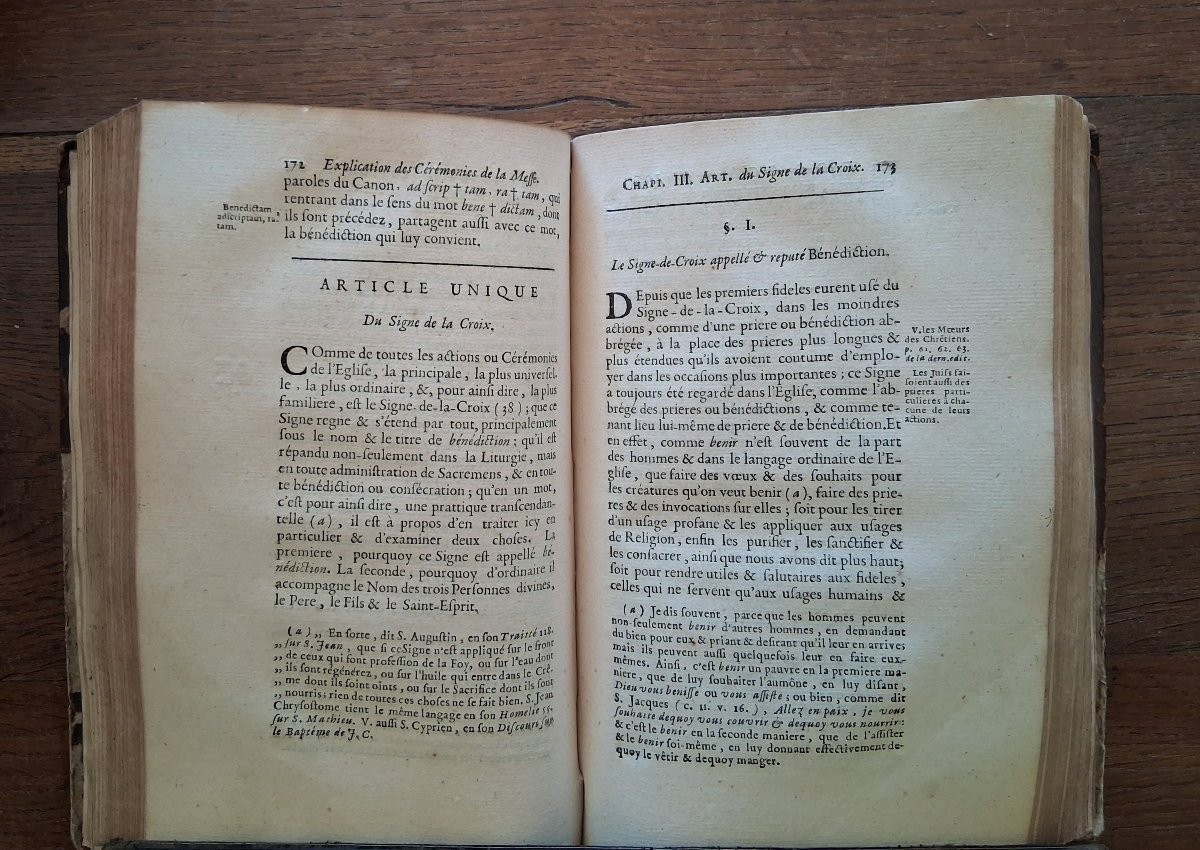 172 Explication des Cérémonies de la Messe.
paroles du Canon, ad scrip † tam, ra † tam, qui
rentrant dans le sens du mot bene † dictam, dont
ils sont précédez, partagent aussi avec ce mot,
la bénédiction qui luy convient.
Benedictam
adscriptam, ra-
tam.
ARTICLE UNIQUE
Du Signe de la Croix.
COmme de toutes les actions ou Cérémonies
de l'Eglise, la principale, la plus universel-
le, la plus ordinaire, &, pour ainsi dire, la plus
familiere, est le Signe-de-la-Croix (38); que ce
Signe regne & s'étend par tout, principalement
sous le nom & le titre de bénédiction; qu'il est
répandu non-seulement dans la Liturgie, mais
en toute administration de Sacremens, & en tou-
te bénédiction ou consécration; qu'en un mot,
c'est pour ainsi dire, une prattique transcendan-
telle (a), il est à propos d'en traiter icy en
particulier & d'examiner deux choses. La
premiere, pourquoy ce Signe est appellé bé-
nédiction. La seconde, pourquoy d'ordinaire il
accompagne le Nom des trois Personnes divines,
le Pere, le Fils & le Saint-Esprit.
(a) „ En sorte, dit S. Augustin, en son Traitté 118.
„ sur S. Jean, que si ce Signe n'est appliqué sur le front
„ de ceux qui font profession de la Foy, ou sur l'eau dont
„ ils sont régénérez, ou sur l'huile qui entre dans le Crê-
„ me dont ils sont oints, ou sur le Sacrifice dont ils sont
„ nourris; rien de toutes ces choses ne se fait bien. S. Jean
Chrysostome tient le même langage en son Homelie 55.
sur S. Mathieu. V. aussi S. Cyprien, en son Discours sur
le Baptême de J. C.
CHAPI. III. ART. du Signe de la Croix. 173
§. I.
Le Signe-de-Croix appellé & reputé Bénédiction.
DEpuis que les premiers fideles eurent usé du
Signe-de-la-Croix, dans les moindres
actions, comme d'une priere ou bénédiction ab-
brégée, à la place des prieres plus longues &
plus étendues qu'ils avoient coutume d'emplo-
yer dans les occasions plus importantes; ce Signe
a toujours été regardé dans l'Eglise, comme l'ab-
brégé des prieres ou bénédictions, & comme te-
nant lieu lui-même de priere & de bénédiction. Et
en effet, comme benir n'est souvent de la part
des hommes & dans le langage ordinaire de l'E-
glise, que faire des vœux & des souhaits pour
les créatures qu'on veut benir (a), faire des prie-
res & des invocations sur elles; soit pour les tirer
d'un usage profane & les appliquer aux usages
de Religion, enfin les purifier, les sanctifier &
les consacrer, ainsi que nous avons dit plus haut;
soit pour rendre utiles & salutaires aux fideles,
celles qui ne servent qu'aux usages humains &
V. les Mœurs
des Chrétiens.
p. 61. 62. 63.
de la dern. edit.
Les Juifs fai-
soient aussi des
prieres parti-
culieres à cha-
cune de leurs
actions.
(a) Je dis souvent, parce que les hommes peuvent
non-seulement benir d'autres hommes, en demandant
du bien pour eux & priant & desirant qu'il leur en arrive;
mais ils peuvent aussi quelquefois leur en faire eux-
mêmes. Ainsi, c'est benir un pauvre en la premiere ma-
niere, que de luy souhaiter l'aumône, en luy disant,
Dieu vous benisse ou vous assiste; ou bien, comme dit
S. Jacques (c. 11. v. 16.), Allez en paix, je vous
souhaite dequoy vous couvrir & dequoy vous nourrir:
& c'est le benir en la seconde maniere, que de l'assister
& le benir soi-même, en luy donnant effectivement de-
quoy le vêtir & dequoy manger.